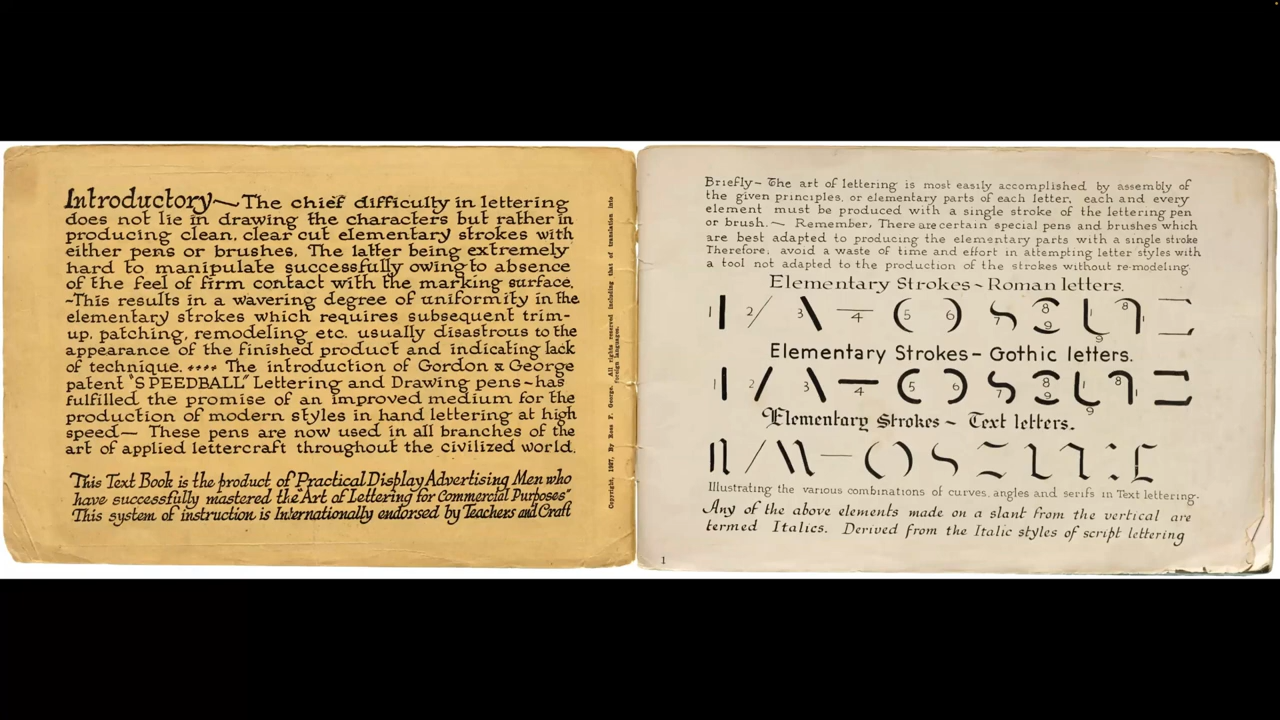 Introductory~ The chief difficulty in lettering
does not lie in drawing the characters but rather in
producing clean, clear cut elementary strokes with
either pens or brushes. The latter being extremely
hard to manipulate successfully owing to absence
of the feel of firm contact with the marking surface.
~This results in a wavering degree of uniformity in the
elementary strokes which requires subsequent trim-
up, patching, remodeling etc. usually disastrous to the
appearance of the finished product and indicating lack
of technique. ++++ The introduction of Gordon & George
patent "SPEEDBALL" Lettering and Drawing pens~has
fulfilled the promise of an improved medium for the
production of modern styles in hand lettering at high
speed— These pens are now used in all branches of the
art of applied lettercraft throughout the civilized world.
This Text Book is the product of Practical Display Advertising Men who
have successfully mastered the "Art of Lettering for Commercial Purposes"
This system of instruction is Internationally endorsed by Teachers and Craft
Copyright, 1927, By Ross F. George. All rights reserved including that of translation into
foreign languages.
Briefly~ The art of lettering is most easily accomplished by assembly of
the given principles, or elementary parts of each letter, each and every
element must be produced with a single stroke of the lettering pen
or brush.~ Remember, There are certain special pens and brushes which
are best adapted to producing the elementary parts with a single stroke
Therefore; avoid a waste of time and effort in attempting letter styles with
a tool not adapted to the production of the strokes without re-modeling.
Elementary Strokes ~ Roman letters.
1 2 3 4 5 6 7 8 9 1 8 9
Elementary Strokes – Gothic letters.
1 2 3 4 5 6 7 8 9 1 8 9
Elementary Strokes ~ Text letters.
Illustrating the various combinations of curves, angles and serifs in Text lettering.
Any of the above elements made on a slant from the vertical are
termed Italics. Derived from the Italic styles of script lettering
1